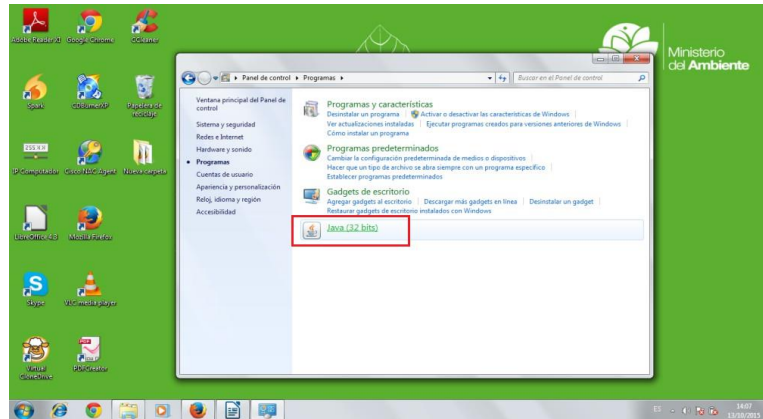 Adobe Reader XI
Google Chrome
CCleaner
Ministerio
del Ambiente
Panel de control ▸ Programas ▸
Buscar en el Panel de control
Spark
CDBurnerXP
Papelera de
reciclaje
Ventana principal del Panel de
control
Sistema y seguridad
Redes e Internet
Hardware y sonido
Programas
Cuentas de usuario
Apariencia y personalización
Reloj, idioma y región
Accesibilidad
Programas y características
Desinstalar un programa
Activar o desactivar las características de Windows
Ver actualizaciones instaladas
Ejecutar programas creados para versiones anteriores de Windows
Cómo instalar un programa
Programas predeterminados
Cambiar la configuración predeterminada de medios o dispositivos
Hacer que un tipo de archivo se abra siempre con un programa específico
Establecer programas predeterminados
Gadgets de escritorio
Agregar gadgets al escritorio
Descargar más gadgets en línea
Desinstalar un gadget
Restaurar gadgets de escritorio instalados con Windows
Java (32 bits)
255.X.X
IP Computador
Cisco NAC Agent
Nueva carpeta
LibreOffice 4.3
Mozilla Firefox
Skype
VLC media player
Virtual
CloneDrive
PDFCreator
ES
14:07
13/10/2015